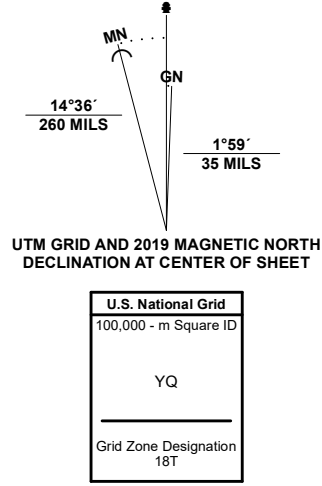 MN
GN
14°36´
260 MILS
1°59´
35 MILS
UTM GRID AND 2019 MAGNETIC NORTH
DECLINATION AT CENTER OF SHEET
U.S. National Grid
100,000 - m Square ID
YQ
Grid Zone Designation
18T